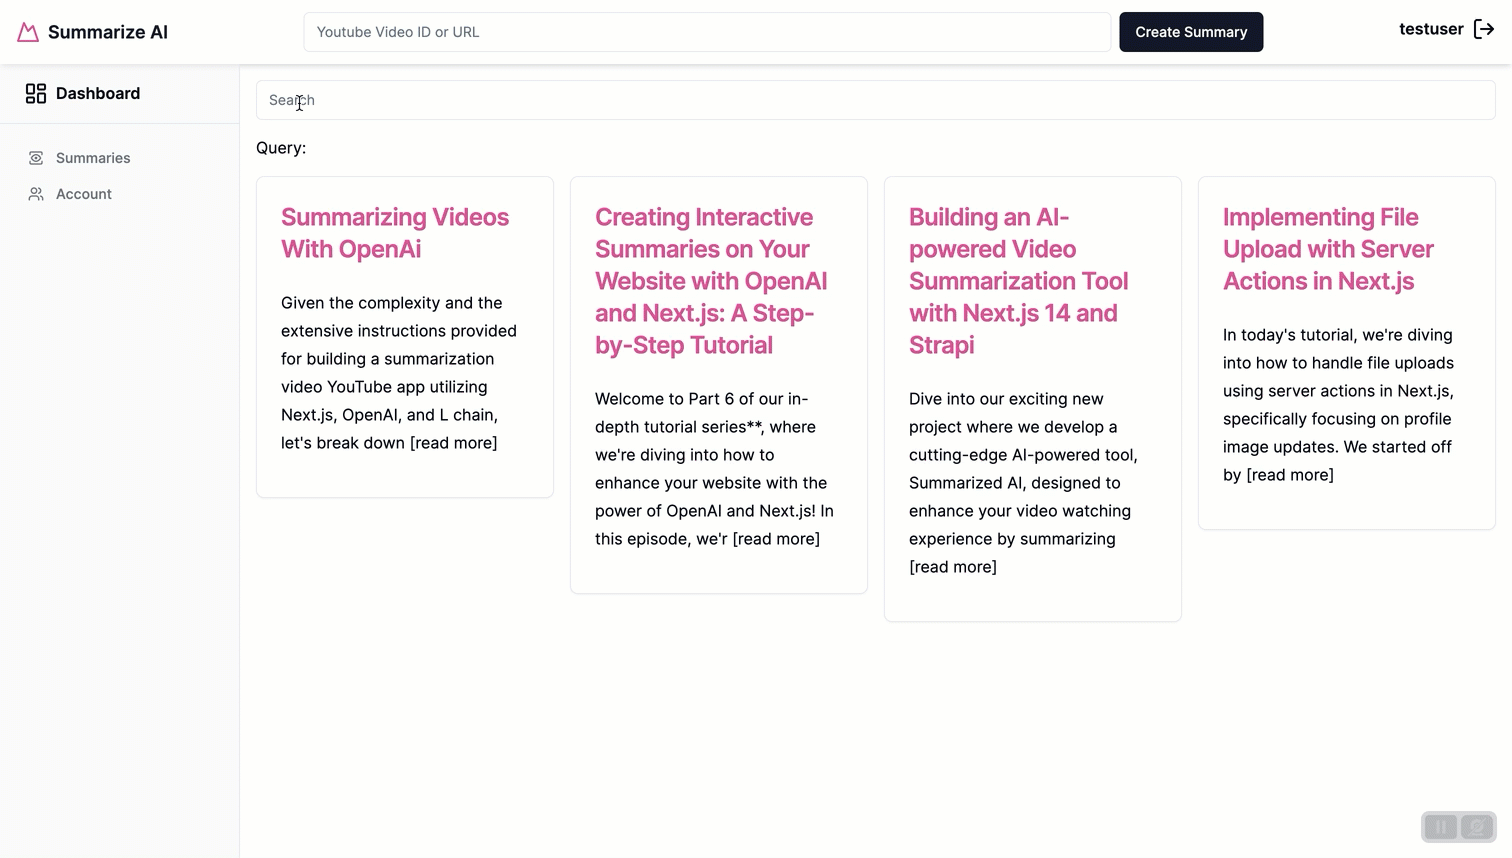 Summarize AI
Youtube Video ID or URL
Create Summary
testuser
Dashboard
Summaries
Account
Search
Query:
Summarizing Videos
With OpenAi
Given the complexity and the
extensive instructions provided
for building a summarization
video YouTube app utilizing
Next.js, OpenAI, and L chain,
let's break down [read more]
Creating Interactive
Summaries on Your
Website with OpenAI
and Next.js: A Step-
by-Step Tutorial
Welcome to Part 6 of our in-
depth tutorial series**, where
we're diving into how to
enhance your website with the
power of OpenAI and Next.js! In
this episode, we'r [read more]
Building an AI-
powered Video
Summarization Tool
with Next.js 14 and
Strapi
Dive into our exciting new
project where we develop a
cutting-edge AI-powered tool,
Summarized AI, designed to
enhance your video watching
experience by summarizing
[read more]
Implementing File
Upload with Server
Actions in Next.js
In today's tutorial, we're diving
into how to handle file uploads
using server actions in Next.js,
specifically focusing on profile
image updates. We started off
by [read more]